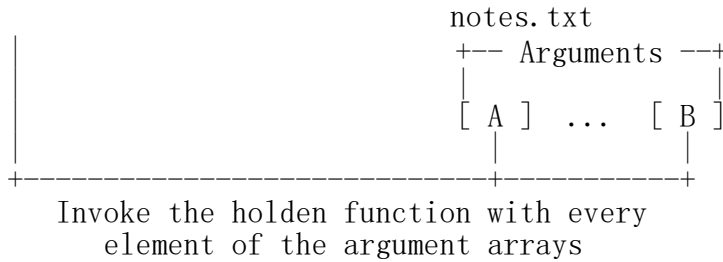 notes.txt
+-- Arguments --+
[ A ] ... [ B ]
Invoke the holden function with every
element of the argument arrays